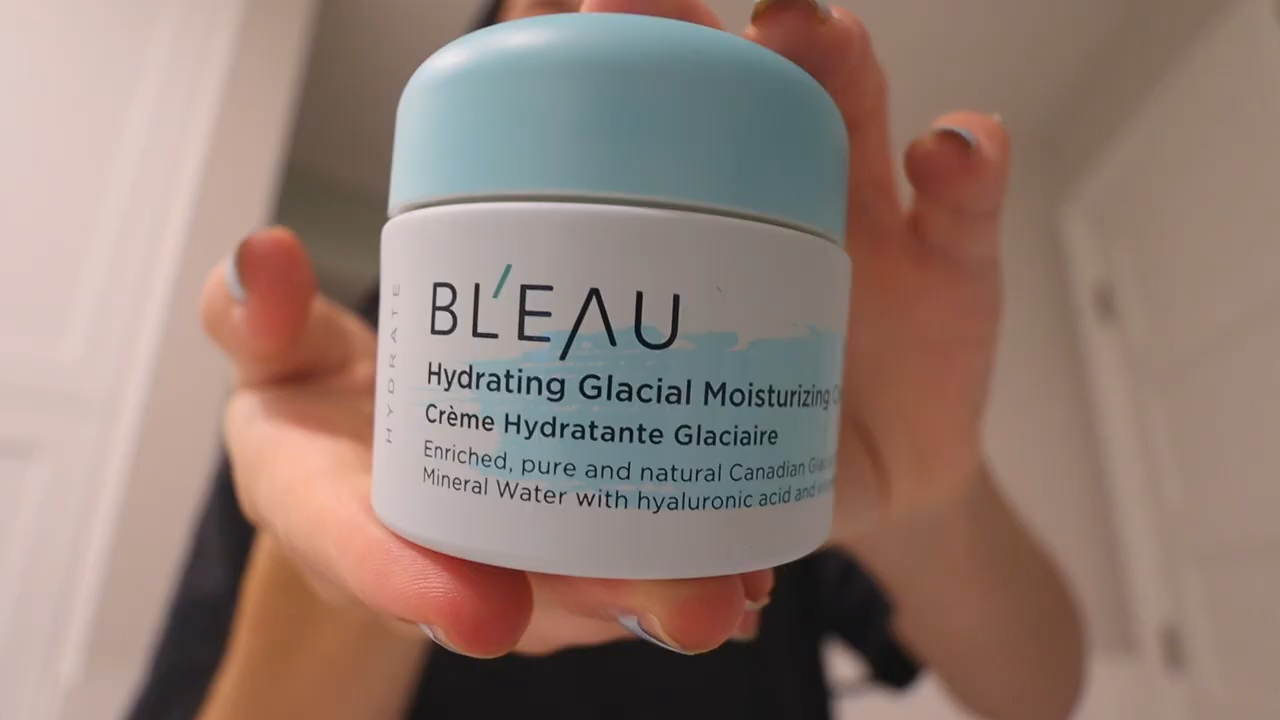 BL'EAU
Hydrating Glacial Moisturizing
Crème Hydratante Glaciaire
Enriched, pure and natural Canadian
Mineral Water with hyaluronic acid and
HYDRATE